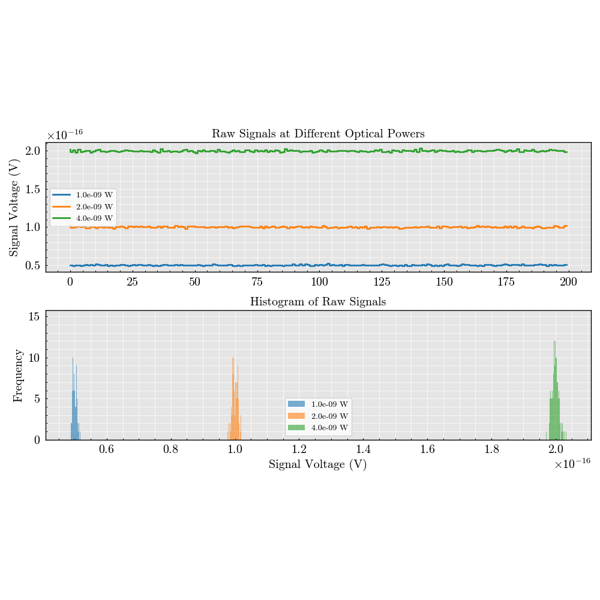 Raw Signals at Different Optical Powers
×10⁻¹⁶
Signal Voltage (V)
2.0
1.5
1.0
0.5
1.0e-09 W
2.0e-09 W
4.0e-09 W
0 25 50 75 100 125 150 175 200
Histogram of Raw Signals
Frequency
15
10
5
0
1.0e-09 W
2.0e-09 W
4.0e-09 W
0.6 0.8 1.0 1.2 1.4 1.6 1.8 2.0
Signal Voltage (V)
×10⁻¹⁶